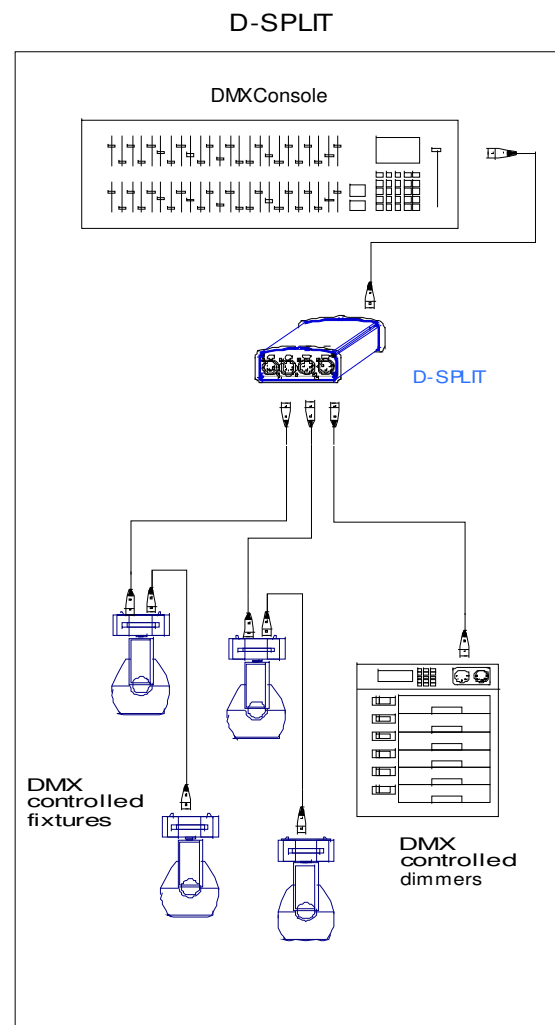 D-SPLIT
DMXConsole
D-SPLIT
DMX
controlled
fixtures
DMX
controlled
dimmers